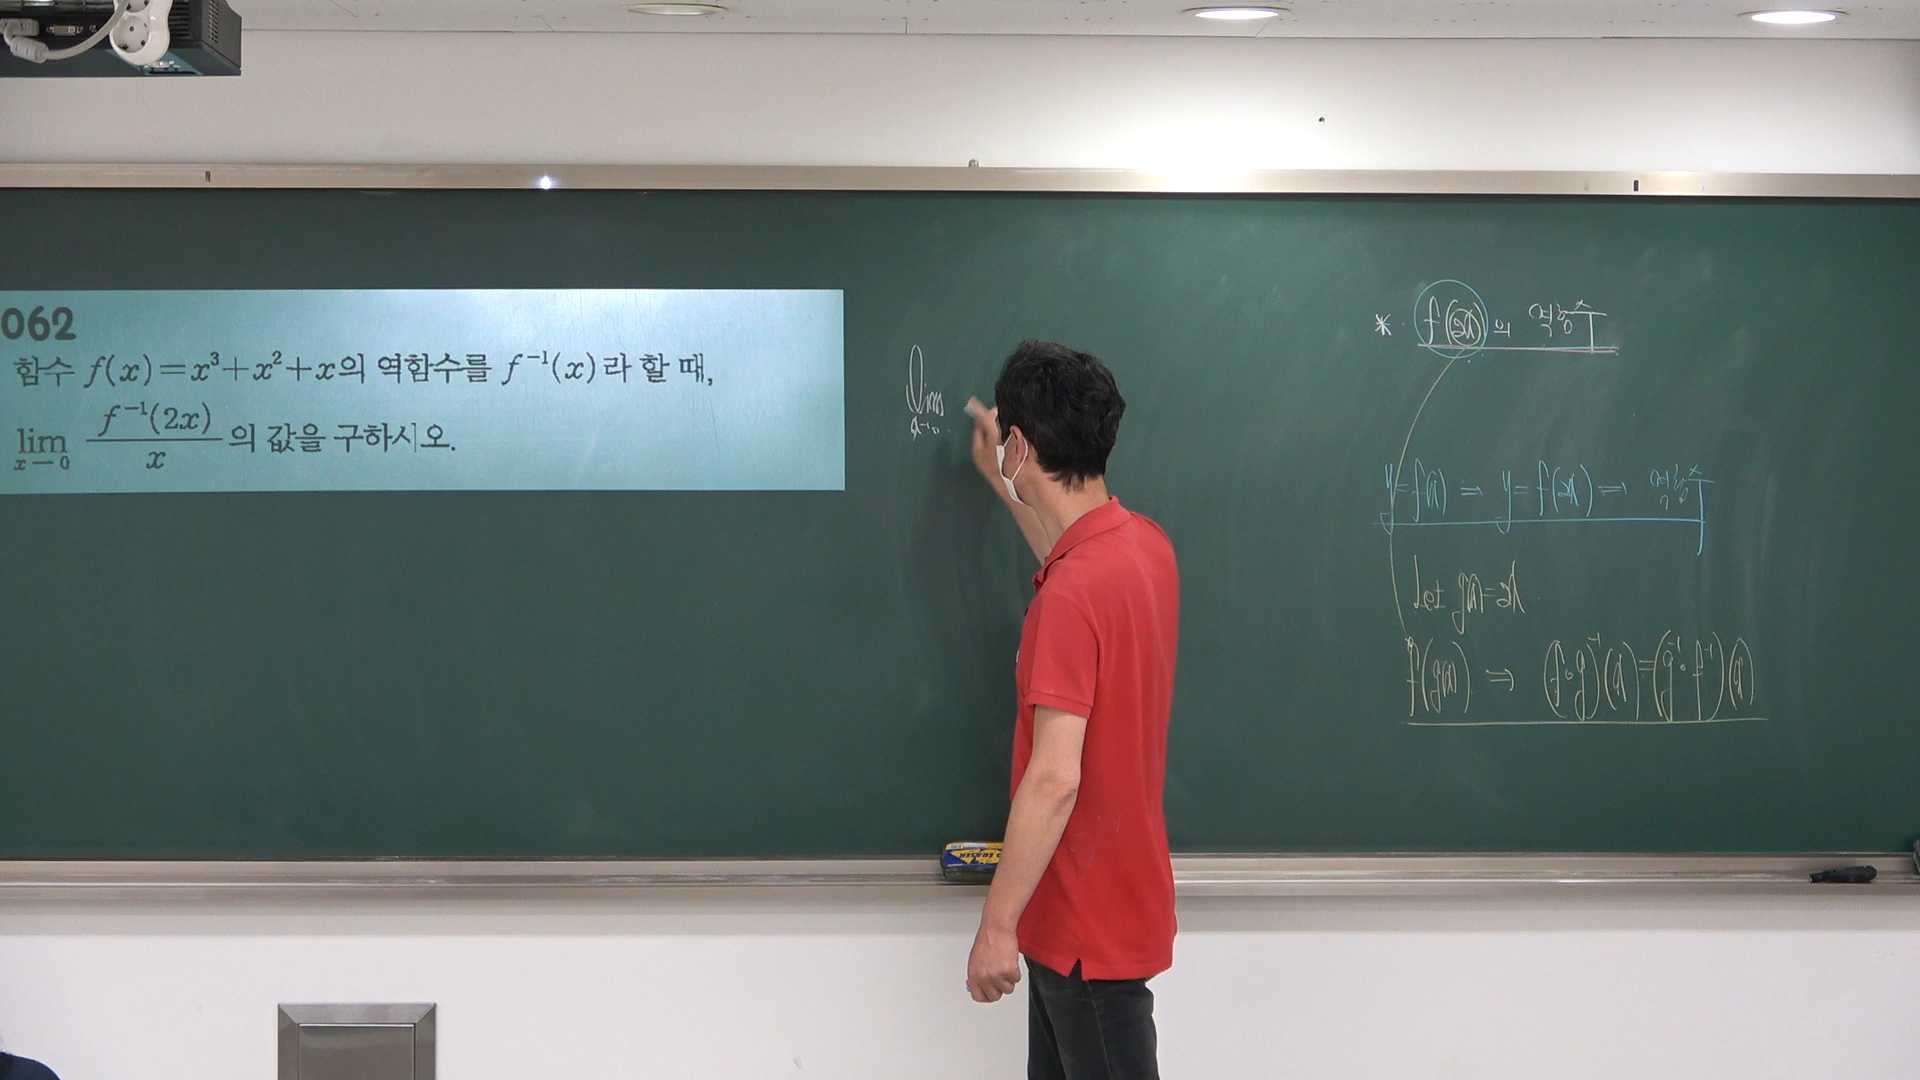 062
함수 f(x)=x³+x²+x의 역함수를 f⁻¹(x)라 할 때,
lim x→0 f⁻¹(2x)/x 의 값을 구하시오.
lim x→0
* f(2x)의 역함수
y=f(x) ⇒ y=f(2x) ⇒ 역함수
Let g(x)=2x
f(g(x)) ⇒ (f∘g)⁻¹(x)=(g⁻¹∘f⁻¹)(x)
ERASER